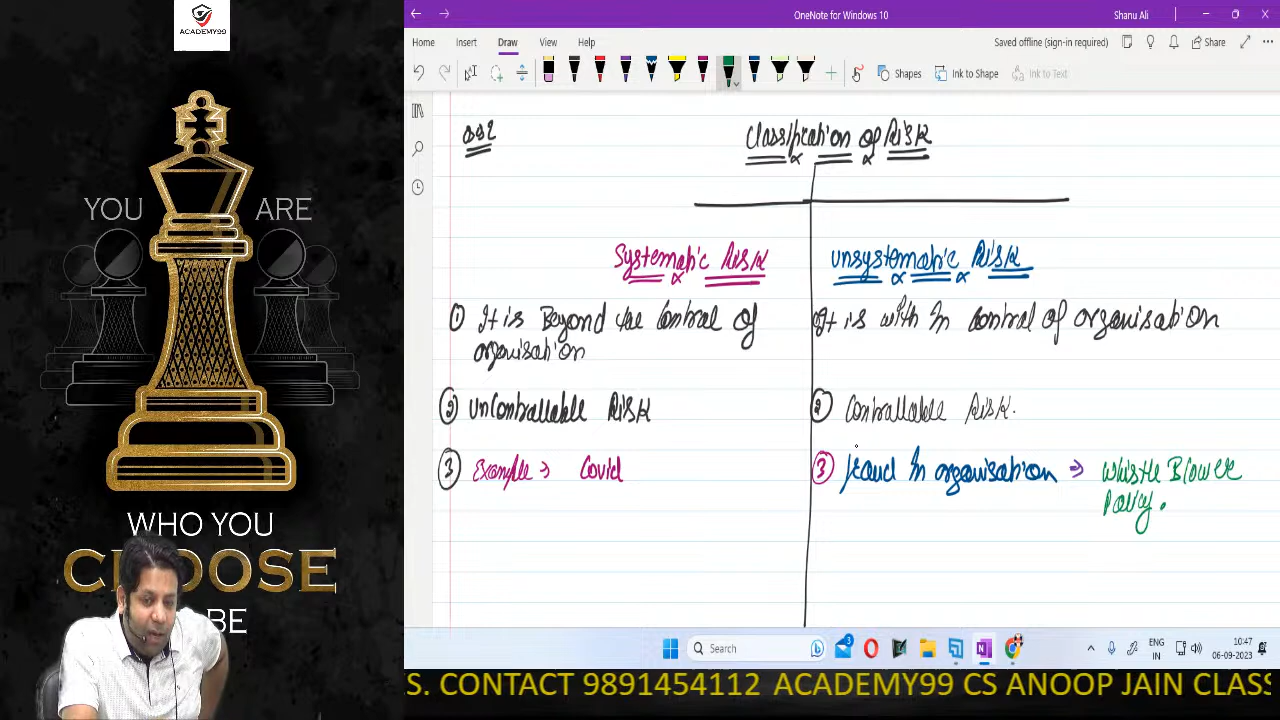 ACADEMY99
YOU ARE
WHO YOU
CHOOSE
BE
OneNote for Windows 10
Shanu Ali
Home Insert Draw View Help
Saved offline (sign-in required)
Share
Shapes
Ink to Shape
Ink to Text
Classification of Risk
Systematic Risk
Unsystematic Risk
① It is Beyond the Control of
organisation
It is with in Control of organisation
② Uncontrollable Risk
② Controllable Risk.
③ Example → Covid
③ fraud in organisation ⇒ Whistle Blower
Policy.
Search
3
ENG
IN
10:47
06-09-2023
S. CONTACT 9891454112 ACADEMY99 CS ANOOP JAIN CLASS